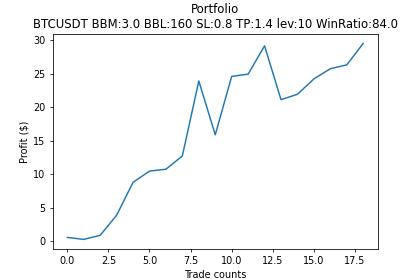 Portfolio
BTCUSDT BBM:3.0 BBL:160 SL:0.8 TP:1.4 lev:10 WinRatio:84.0
30
25
20
15
10
5
0
Profit ($)
0.0 2.5 5.0 7.5 10.0 12.5 15.0 17.5
Trade counts